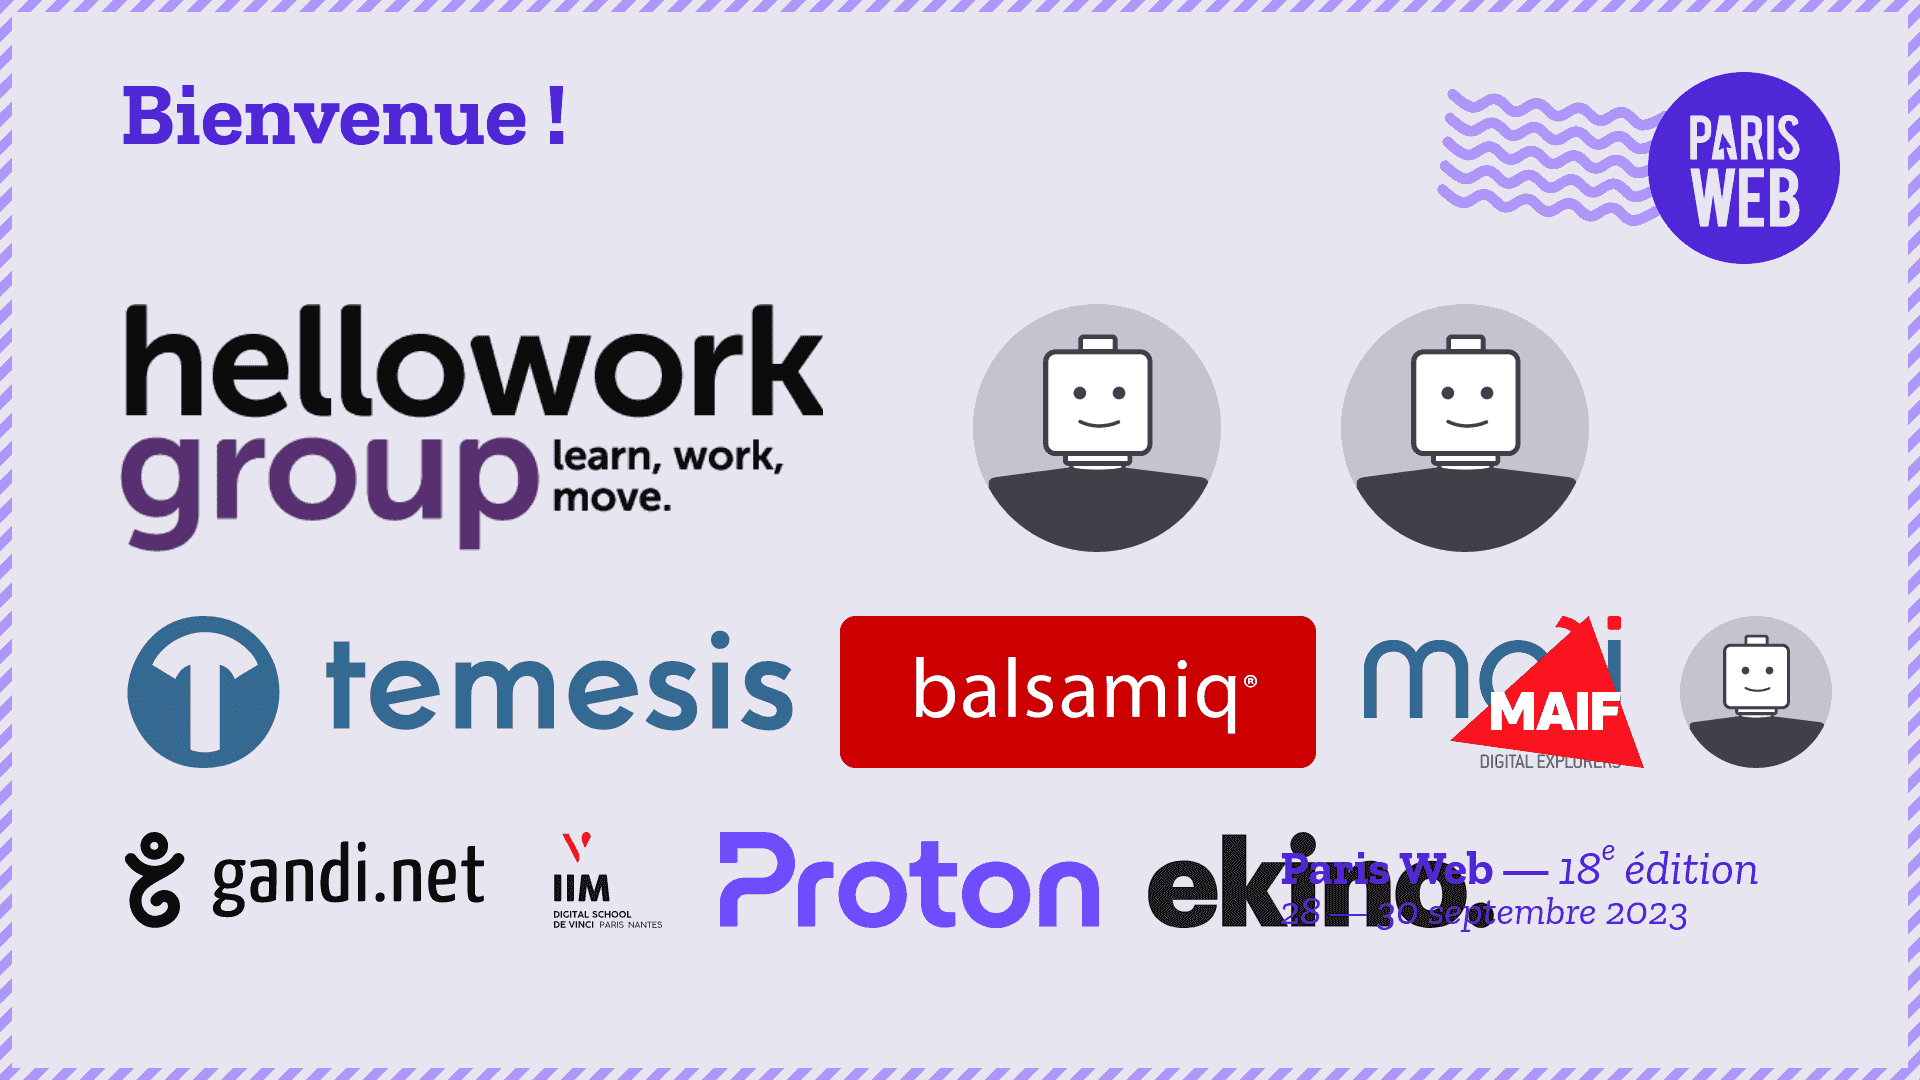 Bienvenue !
PARIS
WEB
hellowork
group
learn, work,
move.
temesis
balsamiq®
MAIF
DIGITAL EXPLORERS
gandi.net
IIM
DIGITAL SCHOOL
DE VINCI PARIS NANTES
Proton
ekino.
Paris Web — 18e édition
28 — 30 septembre 2023